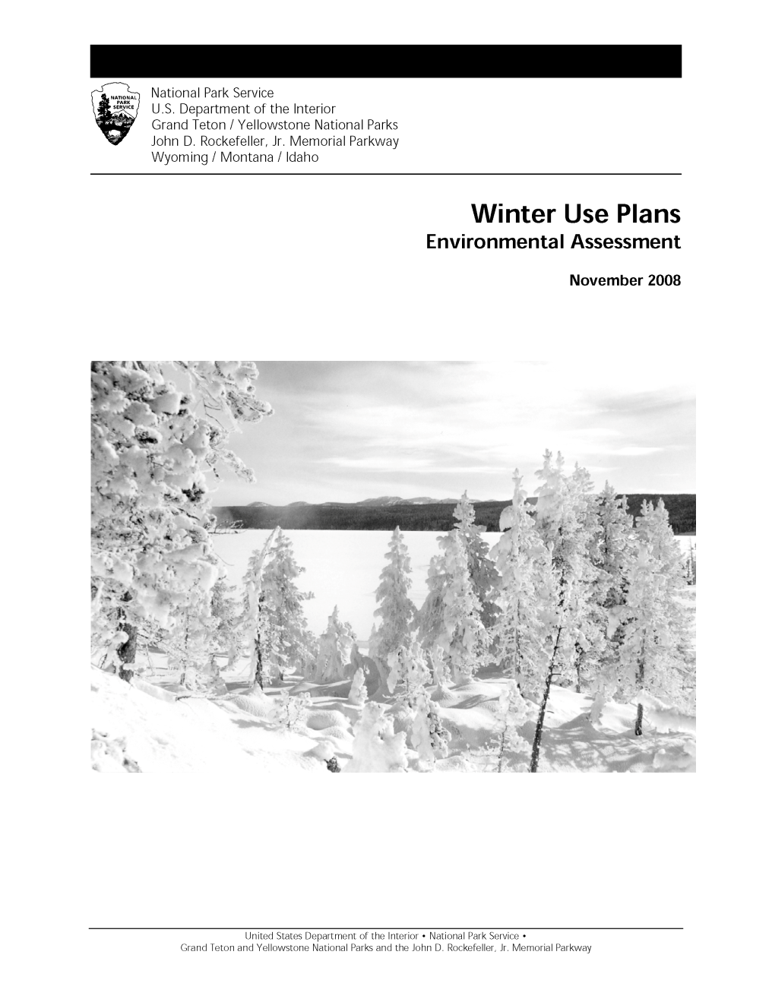 NATIONAL
PARK
SERVICE
National Park Service
U.S. Department of the Interior
Grand Teton / Yellowstone National Parks
John D. Rockefeller, Jr. Memorial Parkway
Wyoming / Montana / Idaho
Winter Use Plans
Environmental Assessment
November 2008
United States Department of the Interior • National Park Service •
Grand Teton and Yellowstone National Parks and the John D. Rockefeller, Jr. Memorial Parkway